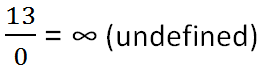 13/0 = ∞ (undefined)